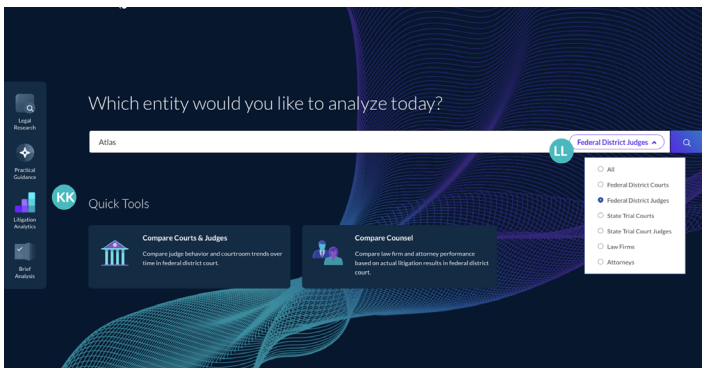 Which entity would you like to analyze today?
Legal
Research
Atlas
LL
Federal District Judges
All
Practical
Guidance
Federal District Courts
KK
Quick Tools
Federal District Judges
Litigation
Analytics
State Trial Courts
State Trial Court Judges
Compare Courts & Judges
Compare judge behavior and courtroom trends over
time in federal district court.
Compare Counsel
Compare law firm and attorney performance
based on actual litigation results in federal district
court.
Law Firms
Attorneys
Brief
Analysis